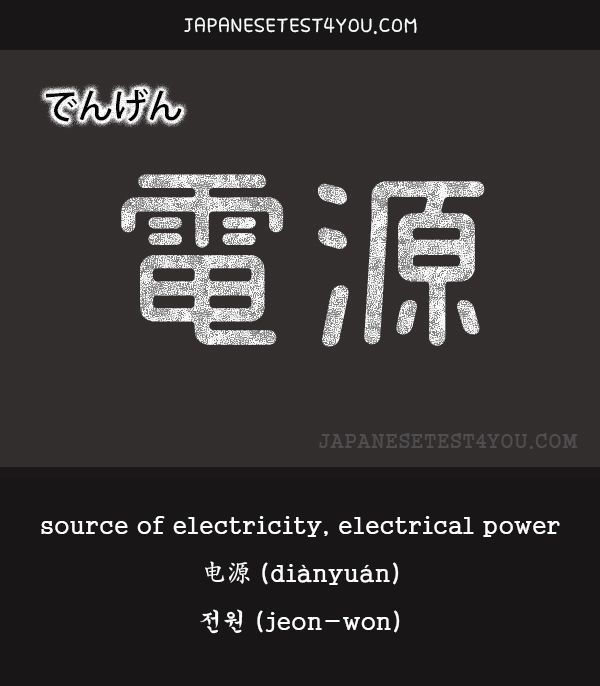 JAPANESETEST4YOU.COM
でんげん
電源
JAPANESETEST4YOU.COM
source of electricity, electrical power
电源 (diànyuán)
전원 (jeon-won)